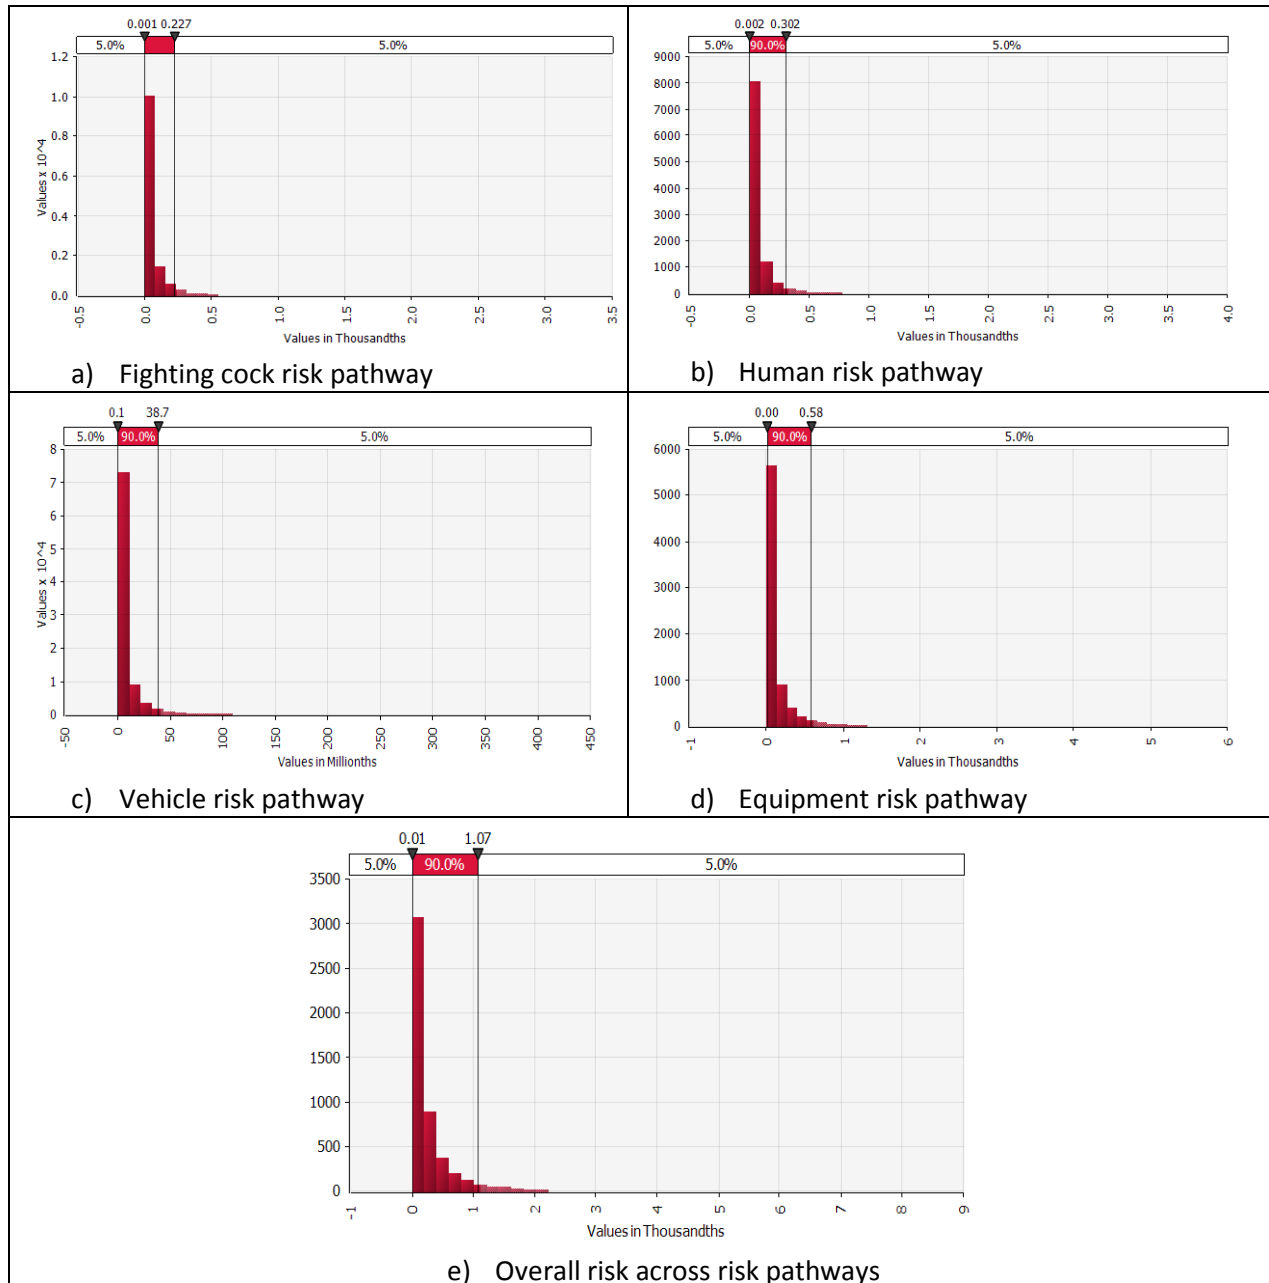 0.001 0.227
5.0% 5.0%
1.2
1.0
0.8
0.6
0.4
0.2
0.0
Values x 10^4
-0.5 0.0 0.5 1.0 1.5 2.0 2.5 3.0 3.5
Values in Thousandths
a) Fighting cock risk pathway
0.002 0.302
5.0% 90.0% 5.0%
9000
8000
7000
6000
5000
4000
3000
2000
1000
0
-0.5 0.0 0.5 1.0 1.5 2.0 2.5 3.0 3.5 4.0
Values in Thousandths
b) Human risk pathway
0.1 38.7
5.0% 90.0% 5.0%
8
7
6
5
4
3
2
1
0
Values x 10^4
-50 0 50 100 150 200 250 300 350 400 450
Values in Millionths
c) Vehicle risk pathway
0.00 0.58
5.0% 90.0% 5.0%
6000
5000
4000
3000
2000
1000
0
-1 0 1 2 3 4 5 6
Values in Thousandths
d) Equipment risk pathway
0.01 1.07
5.0% 90.0% 5.0%
3500
3000
2500
2000
1500
1000
500
0
-1 0 1 2 3 4 5 6 7 8 9
Values in Thousandths
e) Overall risk across risk pathways